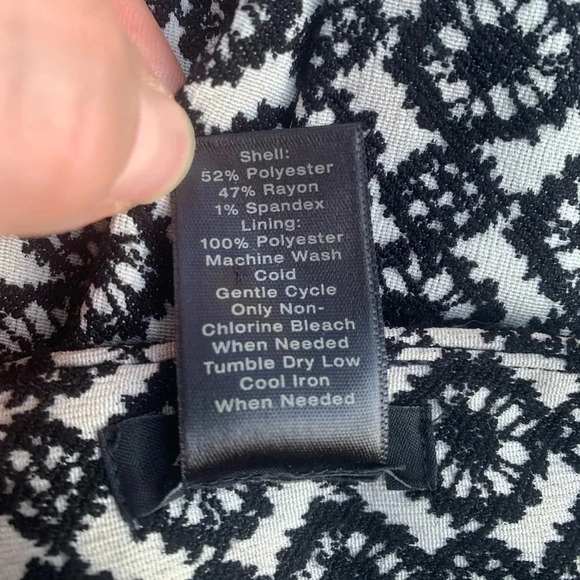 Shell:
52% Polyester
47% Rayon
1% Spandex
Lining:
100% Polyester
Machine Wash
Cold
Gentle Cycle
Only Non-
Chlorine Bleach
When Needed
Tumble Dry Low
Cool Iron
When Needed